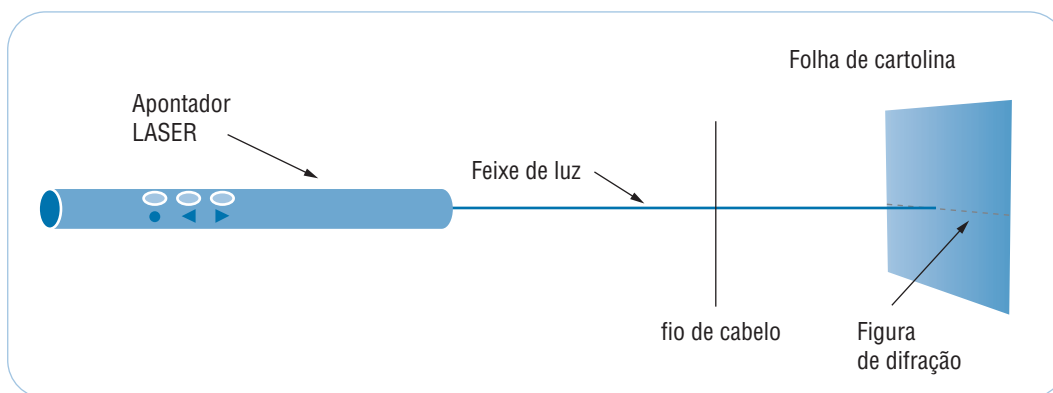 Folha de cartolina
Apontador
LASER
Feixe de luz
fio de cabelo
Figura
de difração